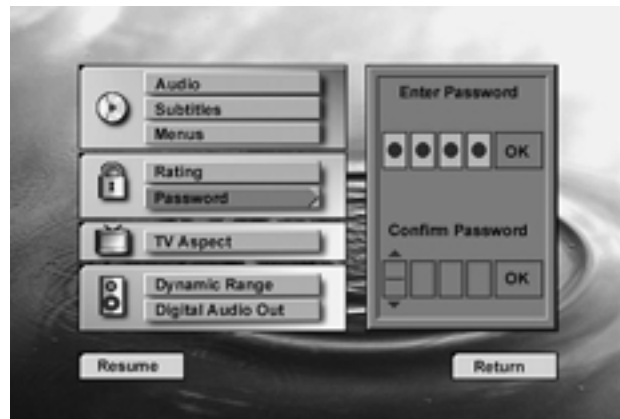 Audio
Subtitles
Menus
Rating
Password
TV Aspect
Dynamic Range
Digital Audio Out
Enter Password
OK
Confirm Password
OK
Resume
Return